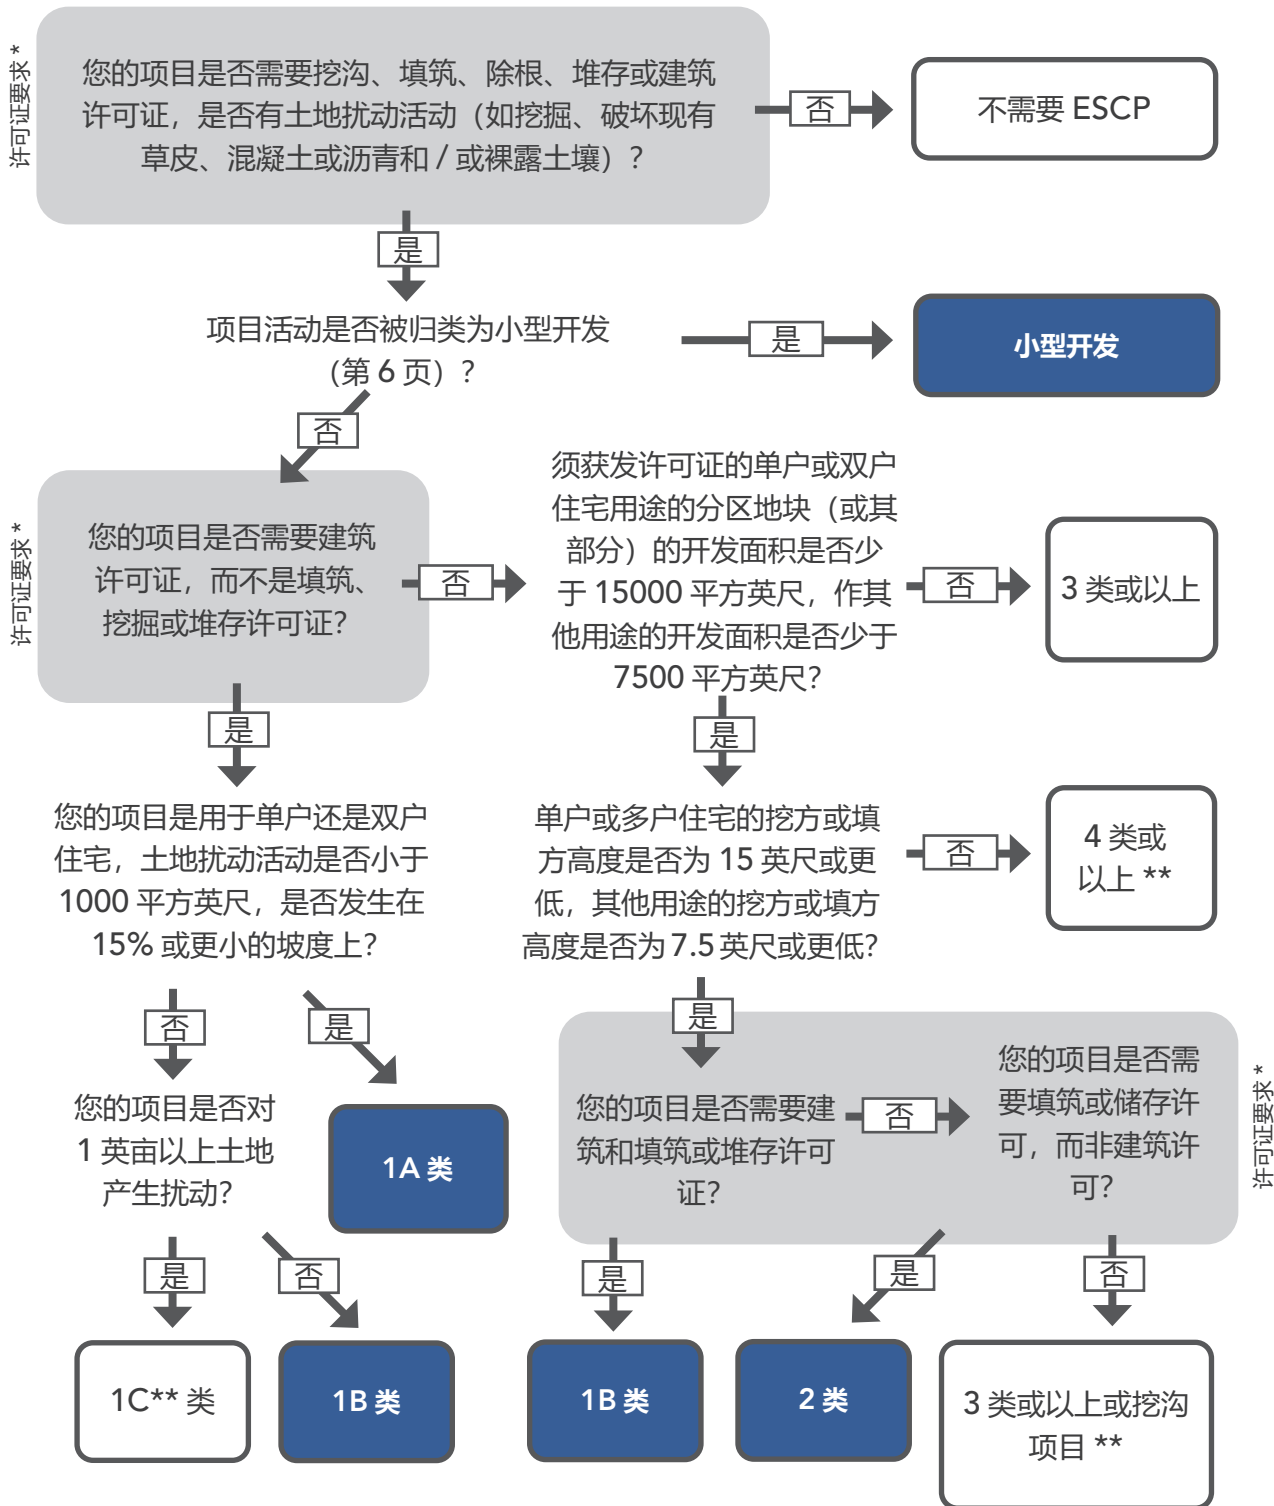 许可证要求 *
您的项目是否需要挖沟、填筑、除根、堆存或建筑
许可证，是否有土地扰动活动（如挖掘、破坏现有
草皮、混凝土或沥青和 / 或裸露土壤）？
否
不需要 ESCP
是
项目活动是否被归类为小型开发
（第 6 页）？
是
小型开发
否
许可证要求 *
您的项目是否需要建筑
许可证，而不是填筑、
挖掘或堆存许可证？
否
须获发许可证的单户或双户
住宅用途的分区地块（或其
部分）的开发面积是否少
于 15000 平方英尺，作其
他用途的开发面积是否少于
7500 平方英尺？
否
3 类或以上
是
是
您的项目是用于单户还是双户
住宅，土地扰动活动是否小于
1000 平方英尺，是否发生在
15% 或更小的坡度上？
单户或多户住宅的挖方或填
方高度是否为 15 英尺或更
低，其他用途的挖方或填方
高度是否为 7.5 英尺或更低？
否
4 类或
以上 **
否
是
是
您的项目是否对
1 英亩以上土地
产生扰动？
1A 类
您的项目是否需要建
筑和填筑或堆存许可
证？
否
您的项目是否需
要填筑或储存许
可，而非建筑许
可？
许可证要求 *
是
否
是
是
否
1C** 类
1B 类
1B 类
2 类
3 类或以上或挖沟
项目 **